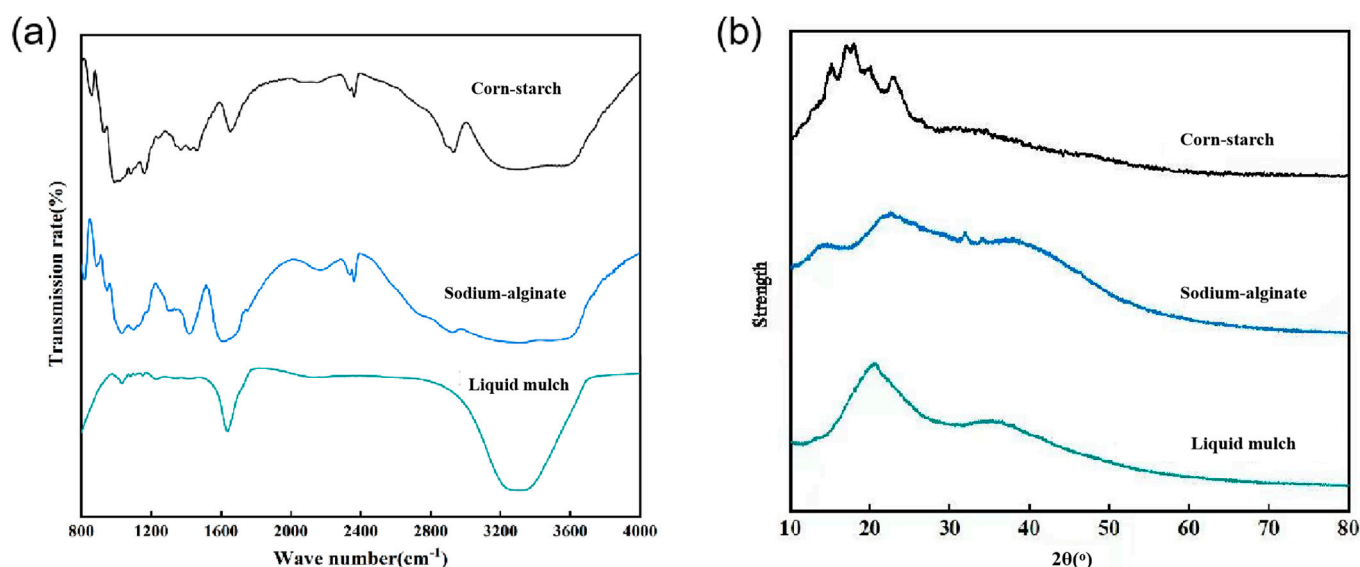 (a)
Transmission rate(%)
Corn-starch
Sodium-alginate
Liquid mulch
800 1200 1600 2000 2400 2800 3200 3600 4000
Wave number(cm⁻¹)
(b)
Strength
Corn-starch
Sodium-alginate
Liquid mulch
10 20 30 40 50 60 70 80
2θ(°)